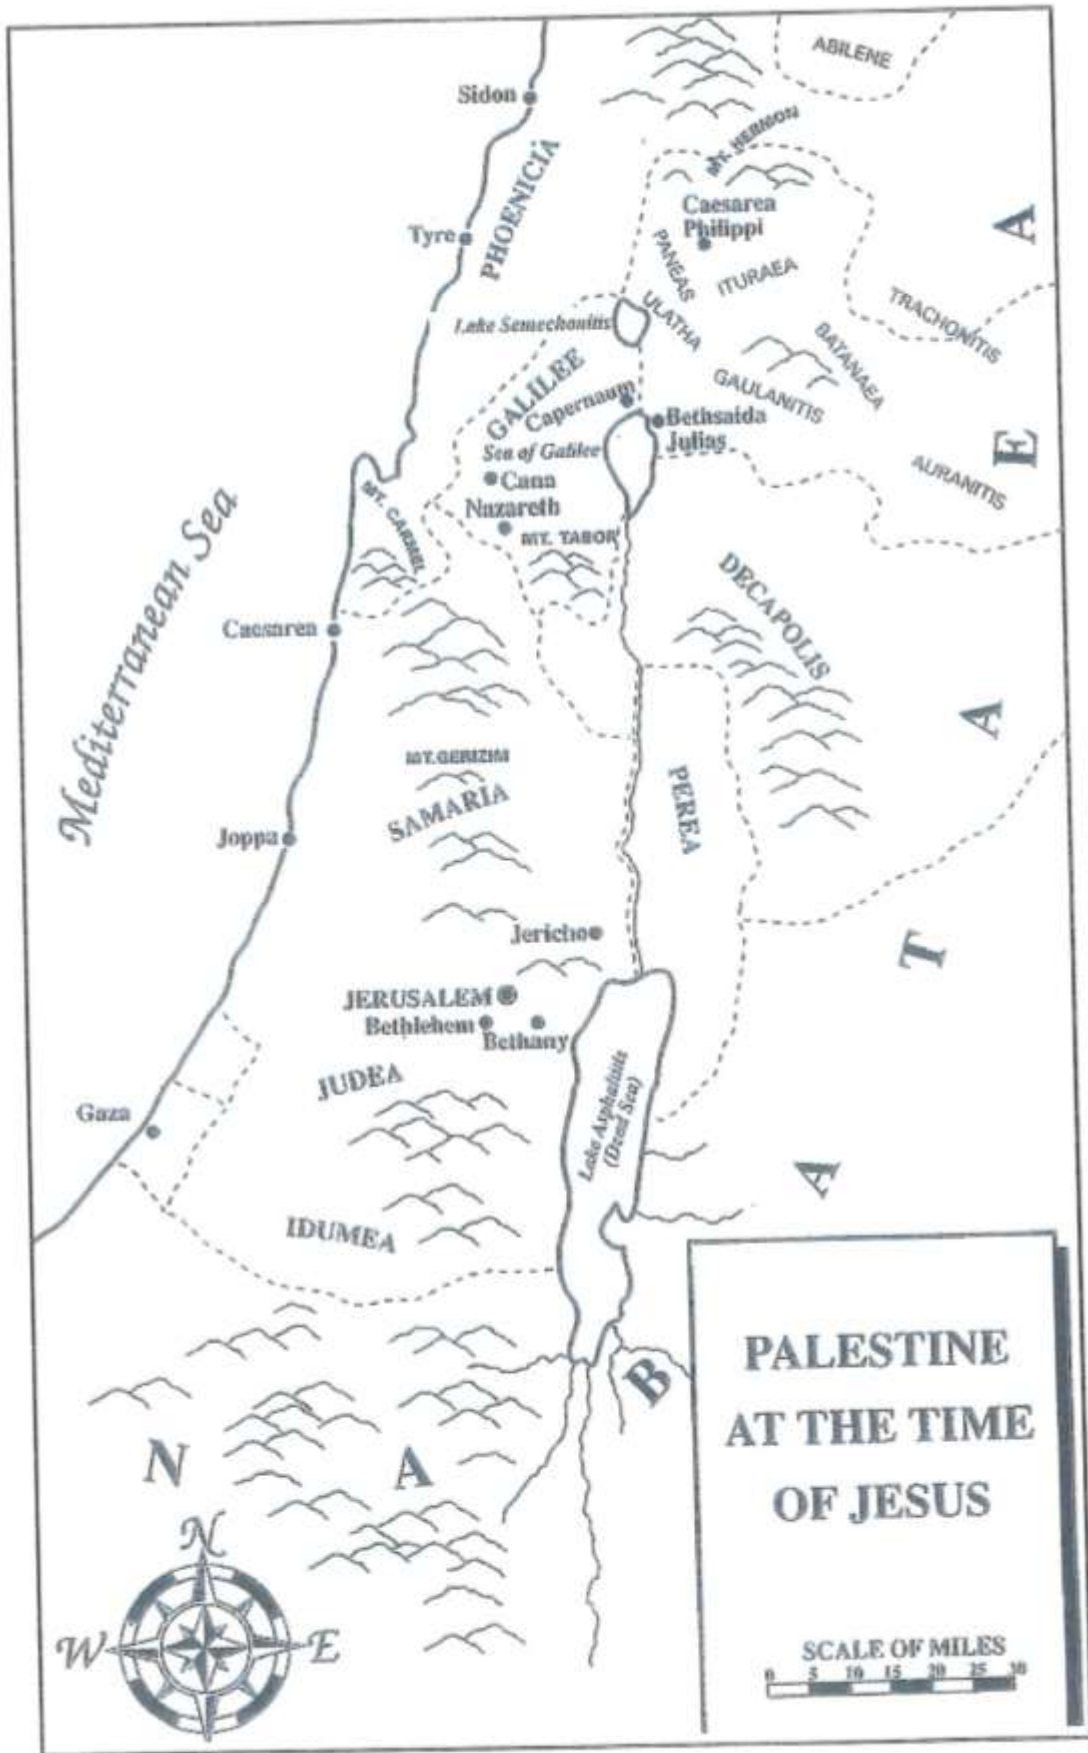 ABILENE
Sidon
MT. HERMON
PHOENICIA
Caesarea
Philippi
Tyre
PANEAS
ITURAEA
ULATHA
TRACHONITIS
Lake Semechonitis
BATANAEA
GALILEE
GAULANITIS
Capernaum
Bethsaida
Julias
Sea of Galilee
AURANITIS
Cana
Nazareth
MT. CARMEL
MT. TABOR
Mediterranean Sea
DECAPOLIS
Caesarea
MT. GERIZIM
SAMARIA
PEREA
Joppa
Jericho
JERUSALEM
Bethlehem
Bethany
JUDEA
Lake Asphaltitis
(Dead Sea)
Gaza
IDUMEA
N A B A T A A E A
PALESTINE
AT THE TIME
OF JESUS
N
W
E
SCALE OF MILES
0 5 10 15 20 25 30